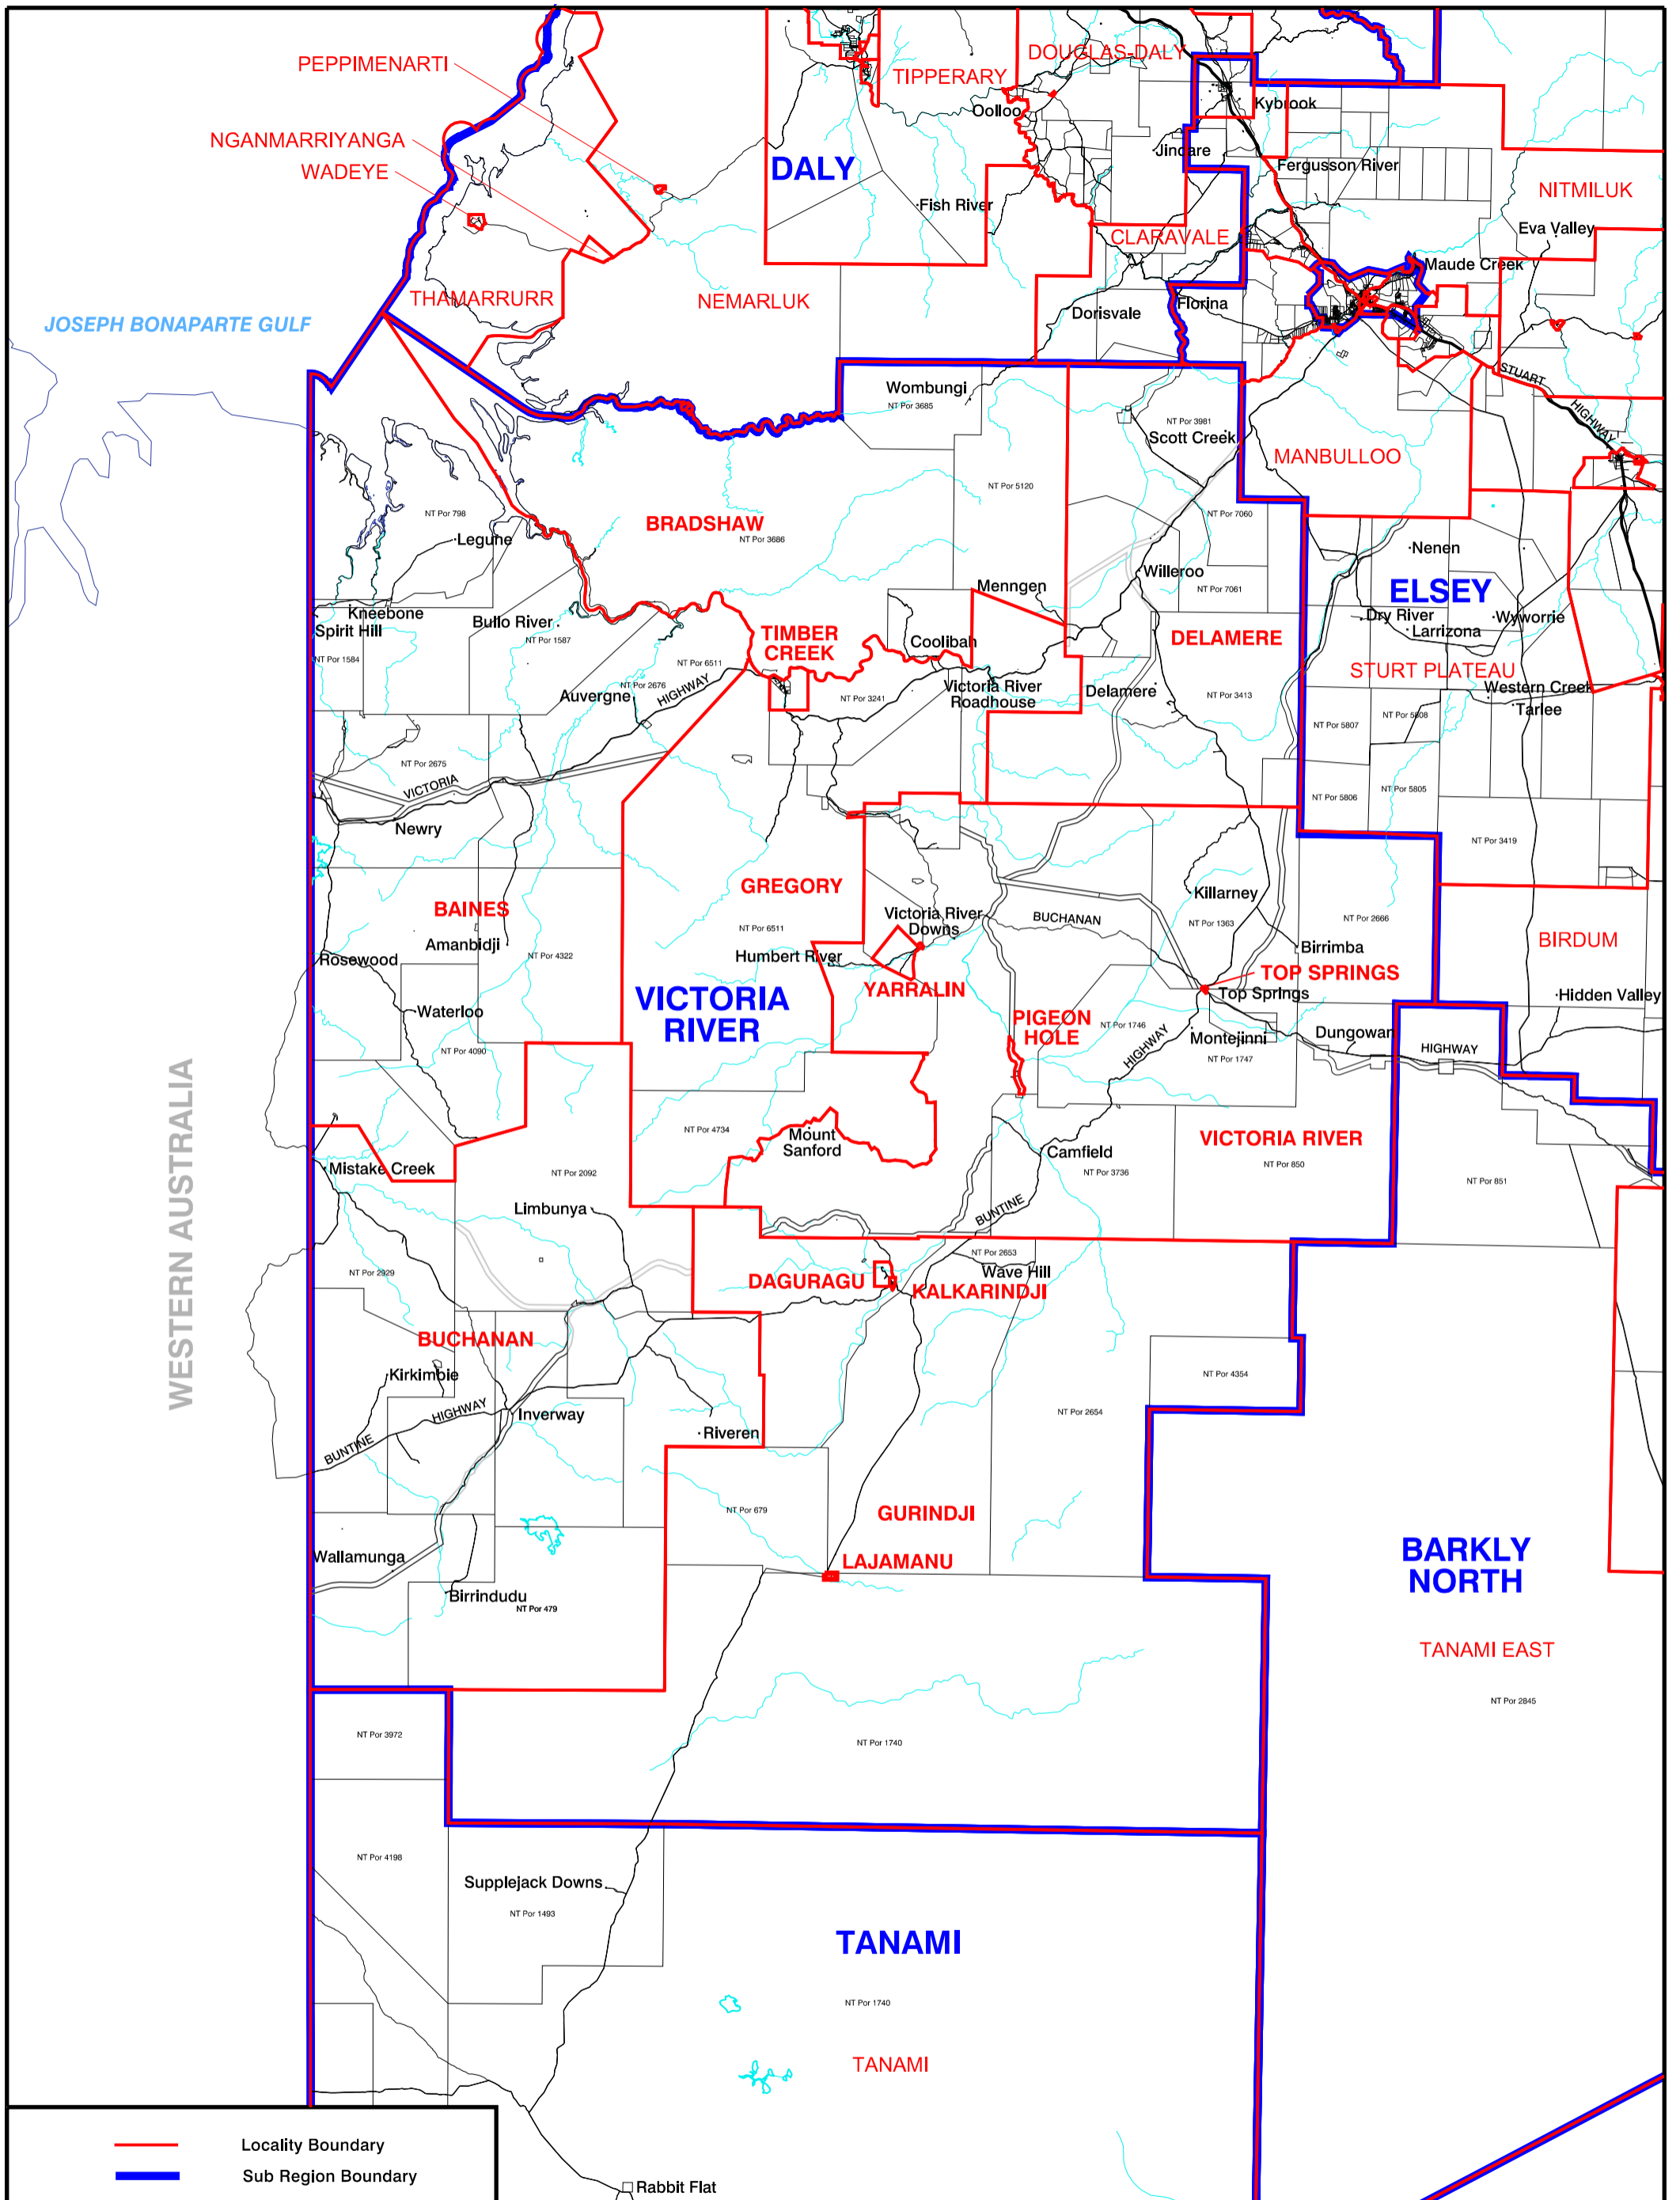 DOUGLAS-DALY
PEPPIMENARTI
TIPPERARY
Kybrook
Oolloo
NGANMARRIYANGA
Jindare
WADEYE
DALY
Fergusson River
NITMILUK
Fish River
Eva Valley
CLARAVALE
Maude Creek
THAMARRURR
NEMARLUK
Florina
Dorisvale
JOSEPH BONAPARTE GULF
STUART
HIGHWAY
Wombungi
NT Por 3685
NT Por 3981
Scott Creek
MANBULLOO
NT Por 5120
NT Por 798
NT Por 7060
BRADSHAW
NT Por 3686
Legune
Nenen
Willeroo
Menngen
NT Por 7061
ELSEY
Kneebone
Spirit Hill
Bullo River
NT Por 1587
Dry River
Wyworrie
Larrizona
TIMBER
CREEK
Coolibah
DELAMERE
NT Por 1584
NT Por 6511
STURT PLATEAU
NT Por 2676
Auvergne
HIGHWAY
NT Por 3241
Victoria River
Roadhouse
Delamere
NT Por 3413
Western Creek
Tarlee
NT Por 5807
NT Por 5808
NT Por 2675
VICTORIA
NT Por 5806
NT Por 5805
Newry
NT Por 3419
GREGORY
BAINES
Killarney
Victoria River
Downs
BUCHANAN
NT Por 1363
NT Por 2666
NT Por 6511
Amanbidji
NT Por 4322
Humbert River
Birrimba
BIRDUM
Rosewood
TOP SPRINGS
YARRALIN
Top Springs
VICTORIA
RIVER
Hidden Valley
Waterloo
PIGEON
HOLE
NT Por 1746
HIGHWAY
Montejinni
Dungowan
HIGHWAY
NT Por 4090
NT Por 1747
NT Por 4734
Mount
Sanford
VICTORIA RIVER
NT Por 850
Camfield
NT Por 3736
Mistake Creek
NT Por 2092
NT Por 851
WESTERN AUSTRALIA
Limbunya
BUNTINE
NT Por 2653
Wave Hill
NT Por 2929
DAGURAGU
KALKARINDJI
BUCHANAN
Kirkimbie
NT Por 4354
HIGHWAY
Inverway
NT Por 2654
BUNTINE
Riveren
NT Por 679
GURINDJI
LAJAMANU
BARKLY
NORTH
Wallamunga
Birrindudu
NT Por 479
TANAMI EAST
NT Por 2845
NT Por 3972
NT Por 1740
NT Por 4198
Supplejack Downs
NT Por 1493
TANAMI
NT Por 1740
TANAMI
Locality Boundary
Sub Region Boundary
Rabbit Flat